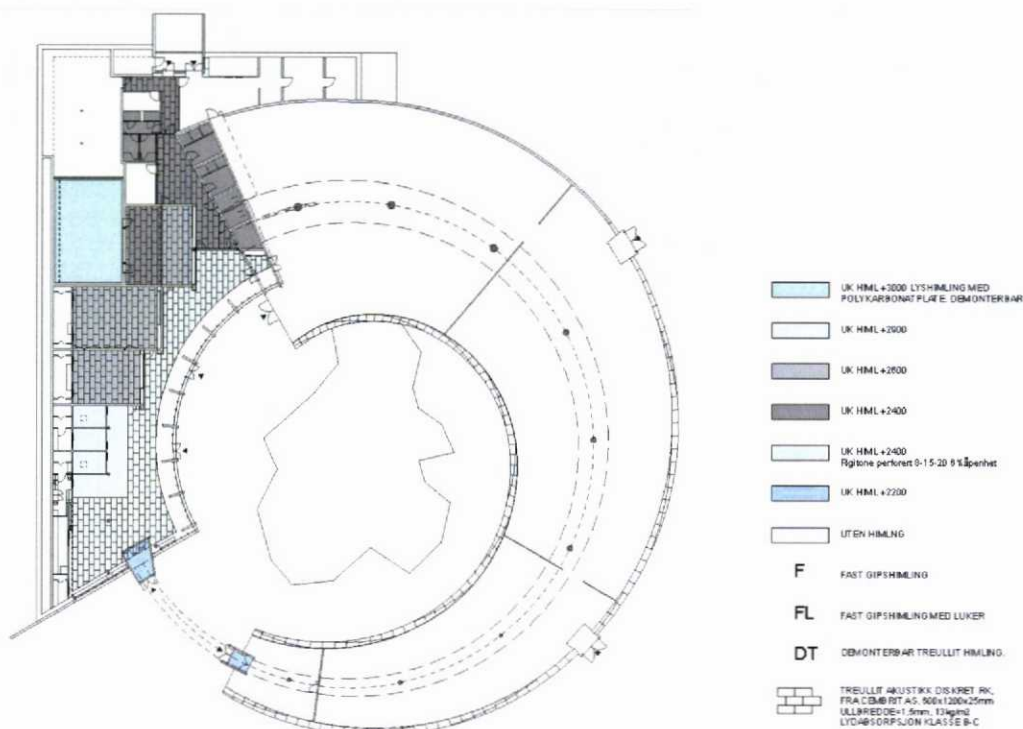 UK HIML +3000 LYSHIMLING MED
POLYKARBONATPLATE. DEMONTERBAR
UK HIML +2900
UK HIML +2600
UK HIML +2400
UK HIML +2400
Rigitone perforert 8-15-20 6 % åpenhet
UK HIML +2200
UTEN HIMLNG
F FAST GIPSHIMLING
FL FAST GIPSHIMLING MED LUKER
DT DEMONTERBAR TREULLIT HIMLING.
TREULLIT AKUSTIKK DISKRET RK,
FRA CEMBRIT AS, 600x1200x25mm
ULLBREDDE=1,5mm, 13kg/m2
LYDABSORPSJON KLASSE B-C